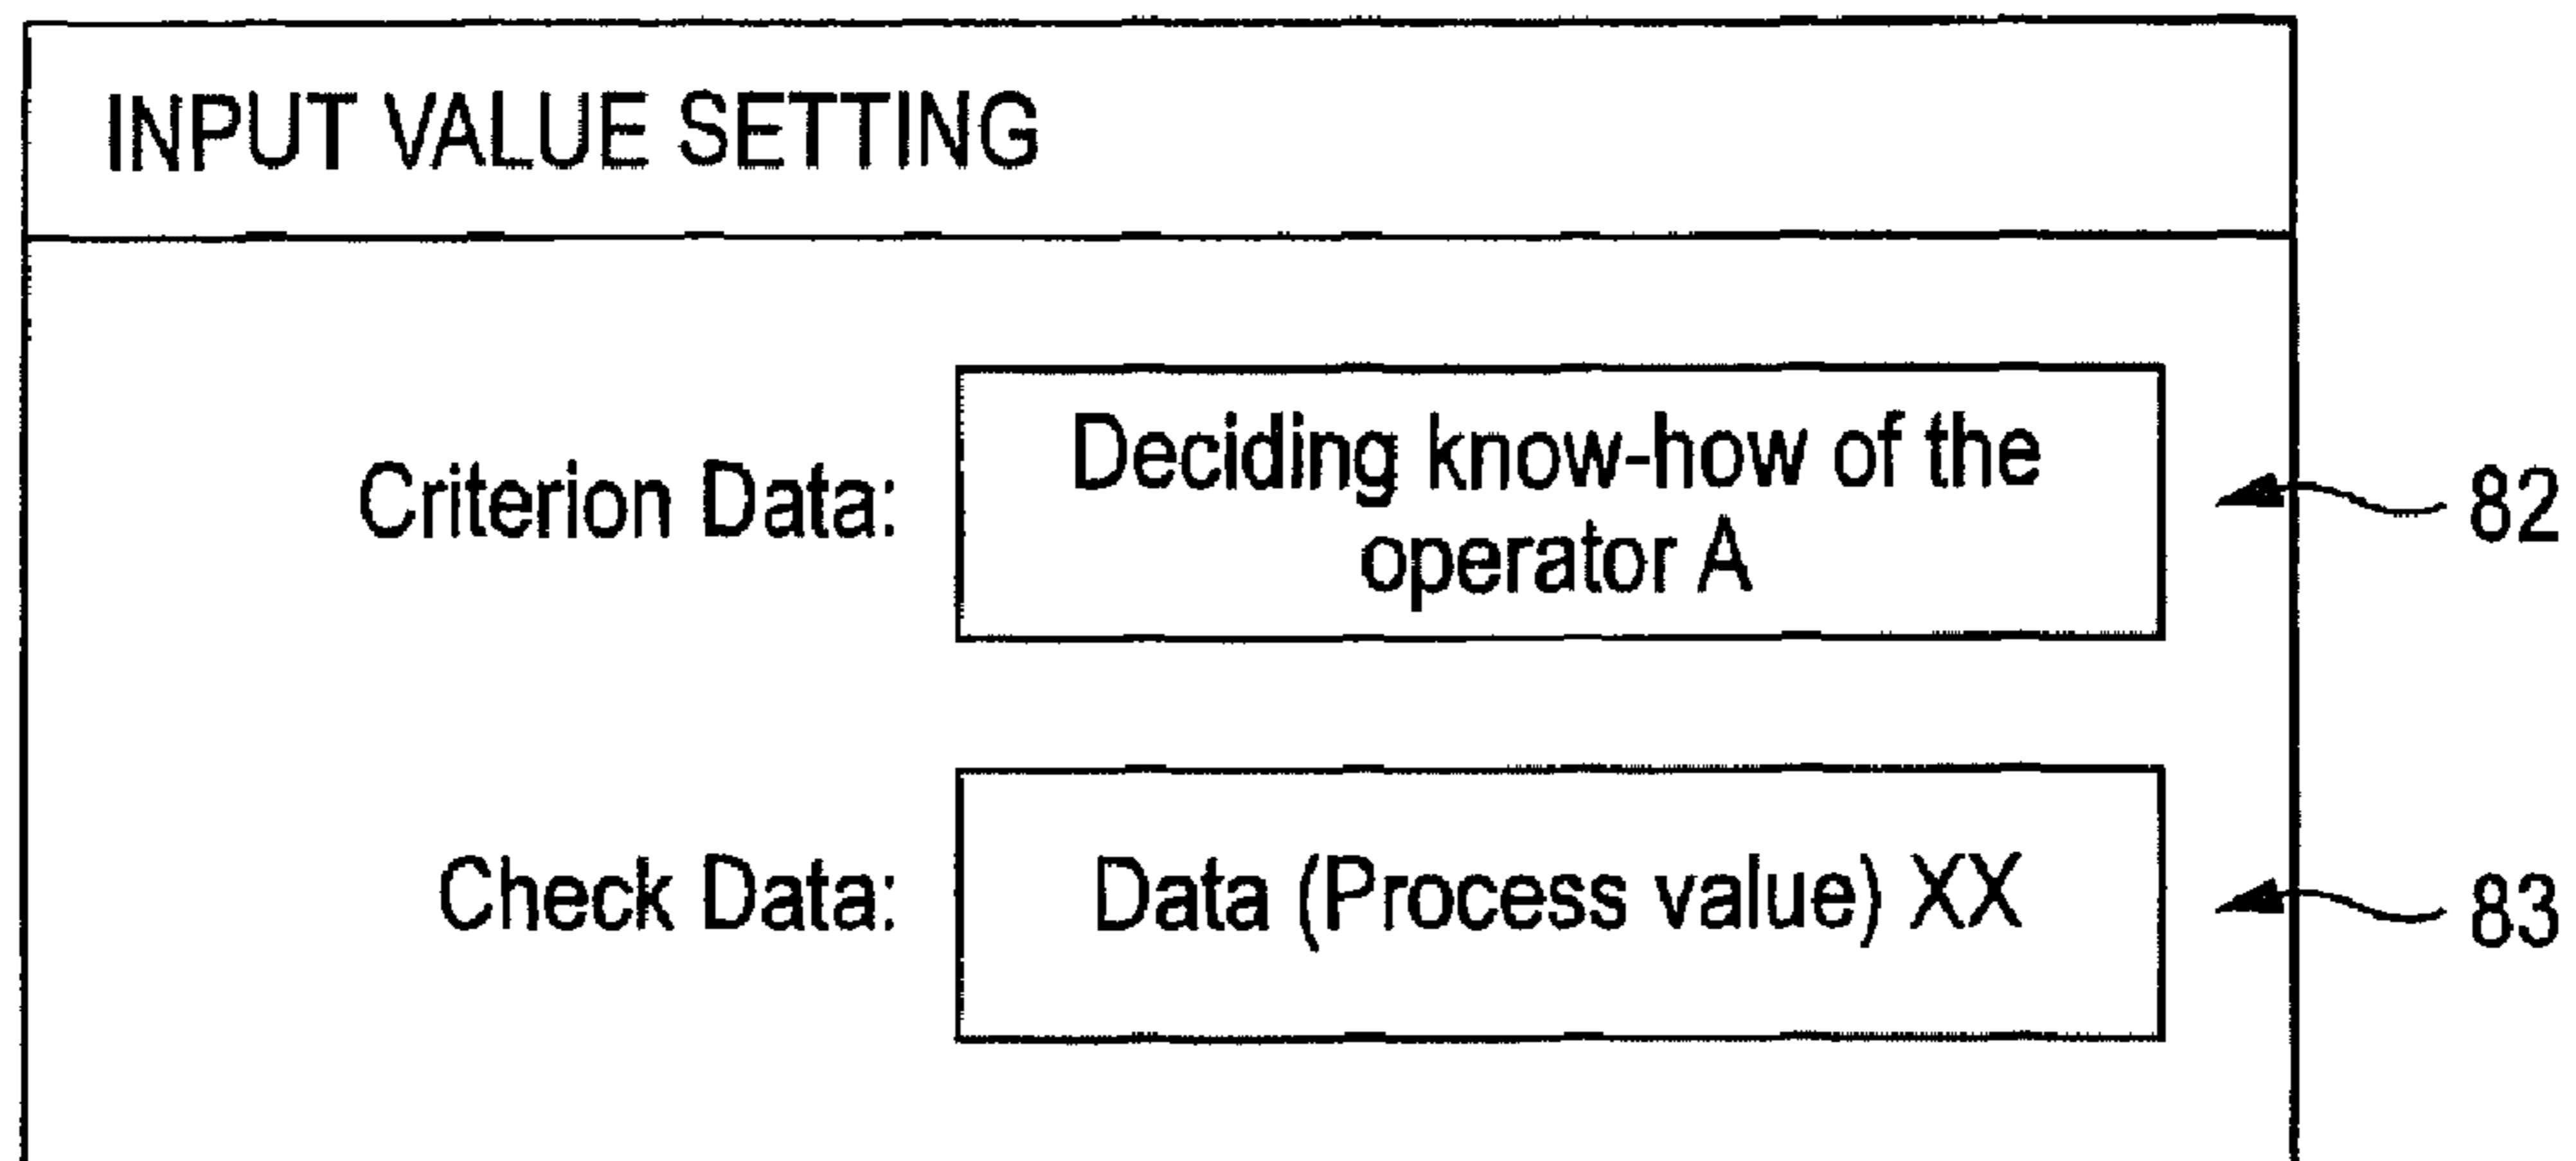 INPUT VALUE SETTING
Criterion Data:
Deciding know-how of the
operator A
82
Check Data:
Data (Process value) XX
83